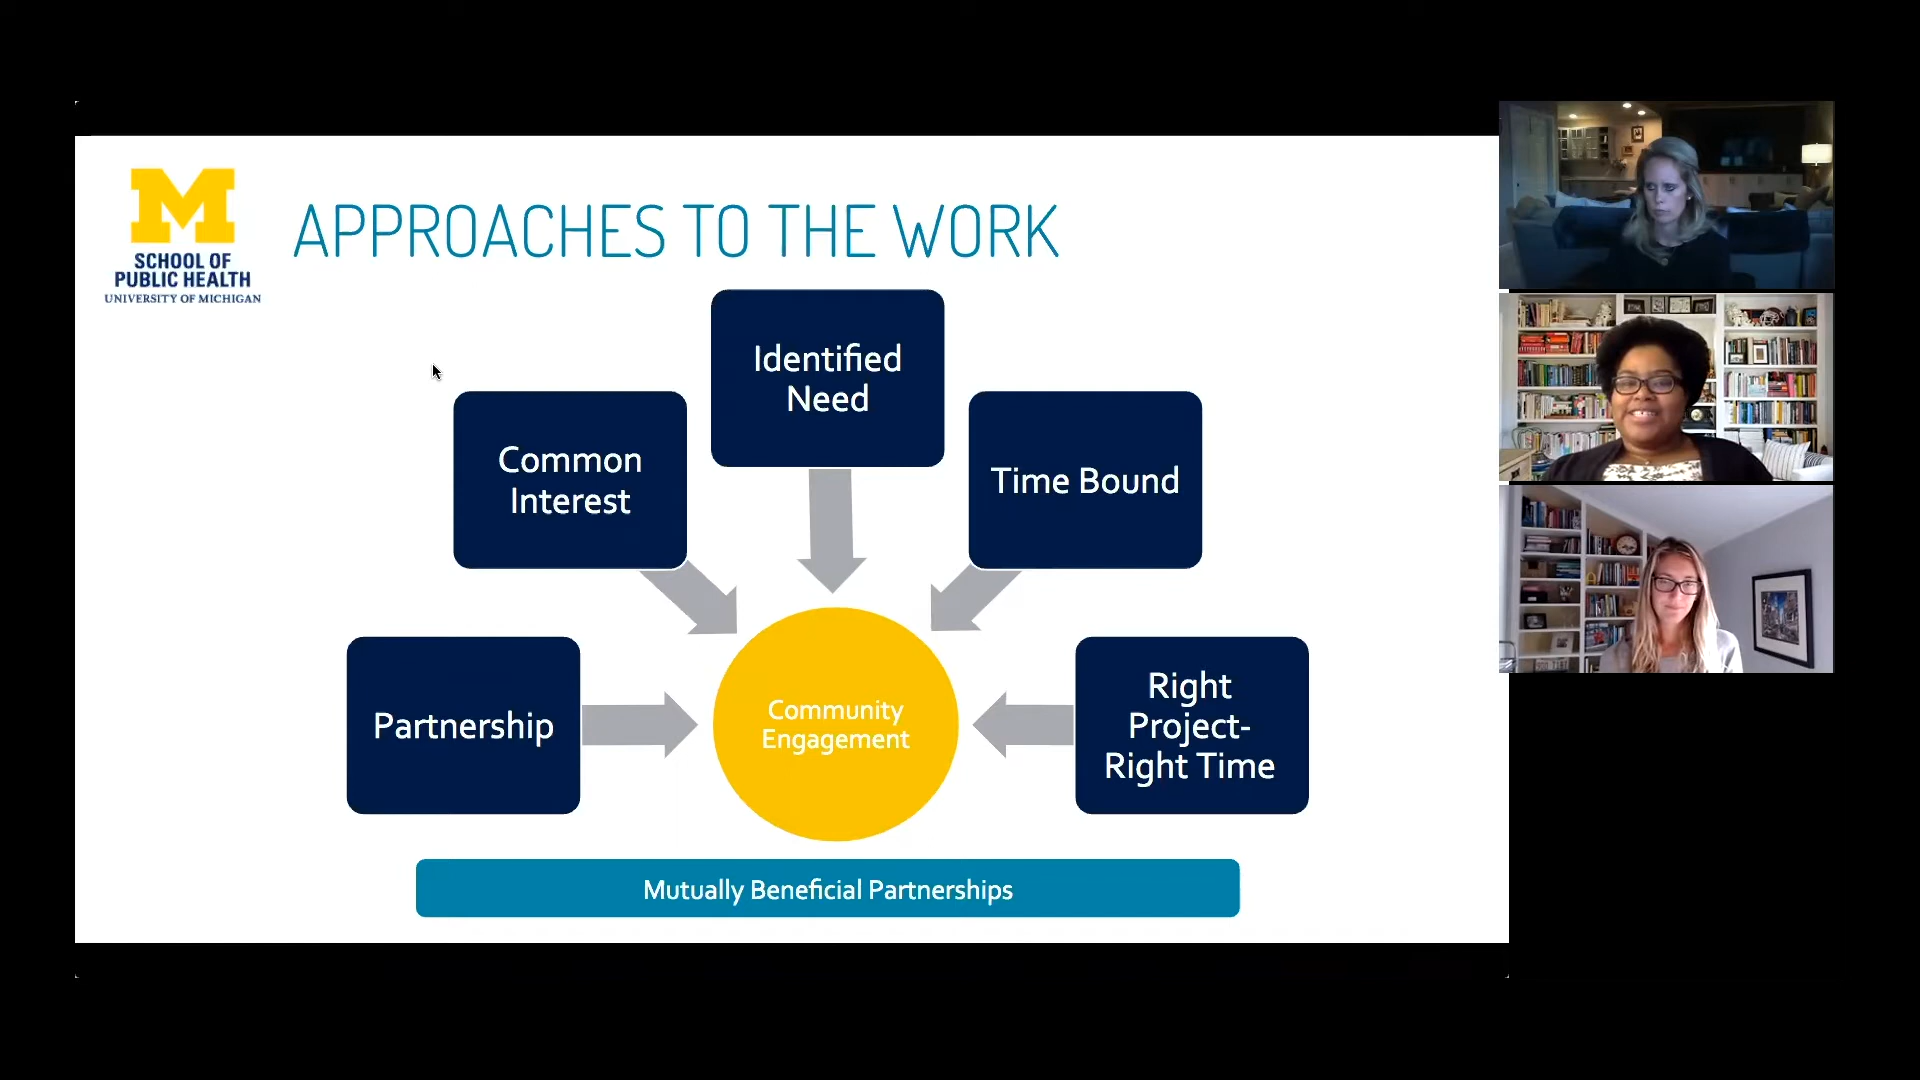 SCHOOL OF
PUBLIC HEALTH
UNIVERSITY OF MICHIGAN
APPROACHES TO THE WORK
Identified
Need
Common
Interest
Time Bound
Partnership
Community
Engagement
Right
Project-
Right Time
Mutually Beneficial Partnerships